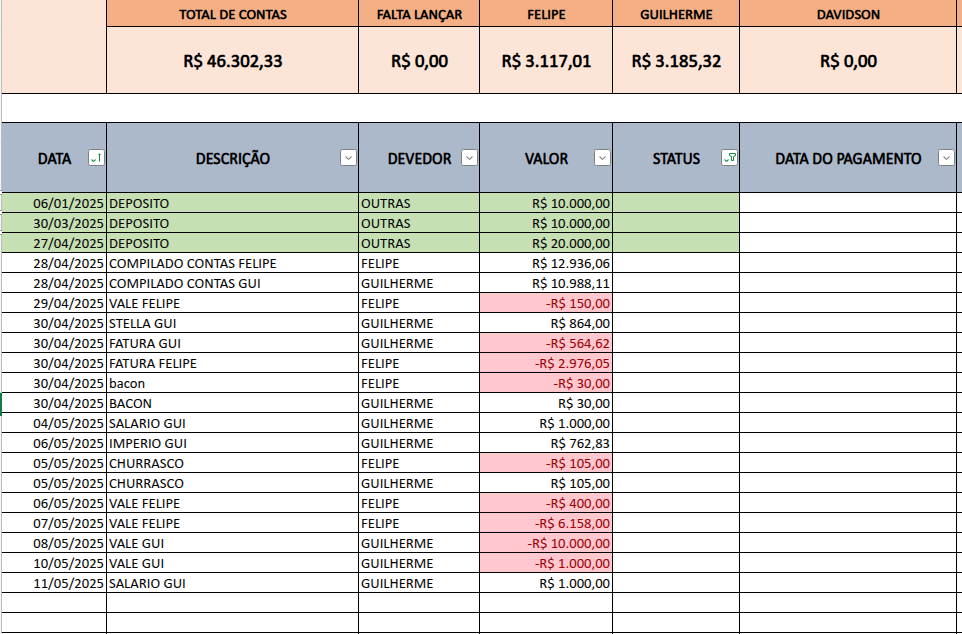 TOTAL DE CONTAS FALTA LANÇAR FELIPE GUILHERME DAVIDSON
R$ 46.302,33 R$ 0,00 R$ 3.117,01 R$ 3.185,32 R$ 0,00
DATA DESCRIÇÃO DEVEDOR VALOR STATUS DATA DO PAGAMENTO
06/01/2025 DEPOSITO OUTRAS R$ 10.000,00
30/03/2025 DEPOSITO OUTRAS R$ 10.000,00
27/04/2025 DEPOSITO OUTRAS R$ 20.000,00
28/04/2025 COMPILADO CONTAS FELIPE FELIPE R$ 12.936,06
28/04/2025 COMPILADO CONTAS GUI GUILHERME R$ 10.988,11
29/04/2025 VALE FELIPE FELIPE -R$ 150,00
30/04/2025 STELLA GUI GUILHERME R$ 864,00
30/04/2025 FATURA GUI GUILHERME -R$ 564,62
30/04/2025 FATURA FELIPE FELIPE -R$ 2.976,05
30/04/2025 bacon FELIPE -R$ 30,00
30/04/2025 BACON GUILHERME R$ 30,00
04/05/2025 SALARIO GUI GUILHERME R$ 1.000,00
06/05/2025 IMPERIO GUI GUILHERME R$ 762,83
05/05/2025 CHURRASCO FELIPE -R$ 105,00
05/05/2025 CHURRASCO GUILHERME R$ 105,00
06/05/2025 VALE FELIPE FELIPE -R$ 400,00
07/05/2025 VALE FELIPE FELIPE -R$ 6.158,00
08/05/2025 VALE GUI GUILHERME -R$ 10.000,00
10/05/2025 VALE GUI GUILHERME -R$ 1.000,00
11/05/2025 SALARIO GUI GUILHERME R$ 1.000,00